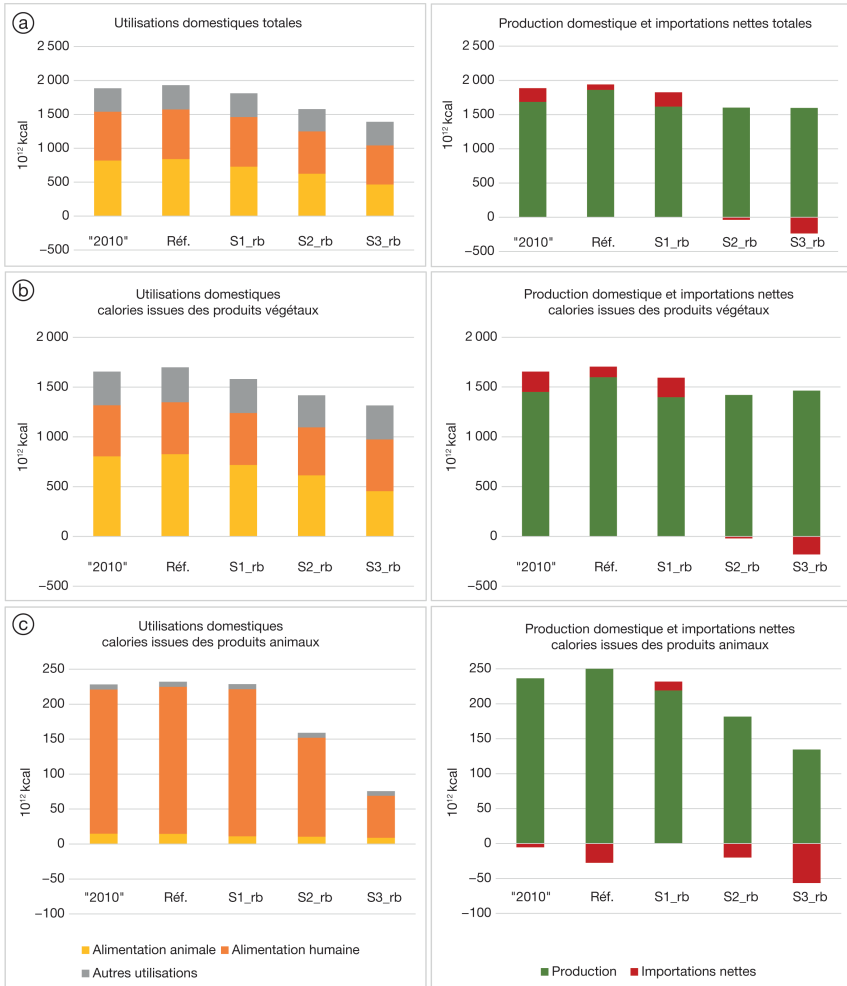 a
Utilisations domestiques totales
2 500
2 000
1 500
1 000
500
0
−500
10¹² kcal
"2010" Réf. S1_rb S2_rb S3_rb
Production domestique et importations nettes totales
2 500
2 000
1 500
1 000
500
0
−500
10¹² kcal
"2010" Réf. S1_rb S2_rb S3_rb
b
Utilisations domestiques
calories issues des produits végétaux
2 000
1 500
1 000
500
0
−500
10¹² kcal
"2010" Réf. S1_rb S2_rb S3_rb
Production domestique et importations nettes
calories issues des produits végétaux
2 000
1 500
1 000
500
0
−500
10¹² kcal
"2010" Réf. S1_rb S2_rb S3_rb
c
Utilisations domestiques
calories issues des produits animaux
250
200
150
100
50
0
−50
−100
10¹² kcal
"2010" Réf. S1_rb S2_rb S3_rb
Alimentation animale Alimentation humaine
Autres utilisations
Production domestique et importations nettes
calories issues des produits animaux
250
200
150
100
50
0
−50
−100
10¹² kcal
"2010" Réf. S1_rb S2_rb S3_rb
Production Importations nettes